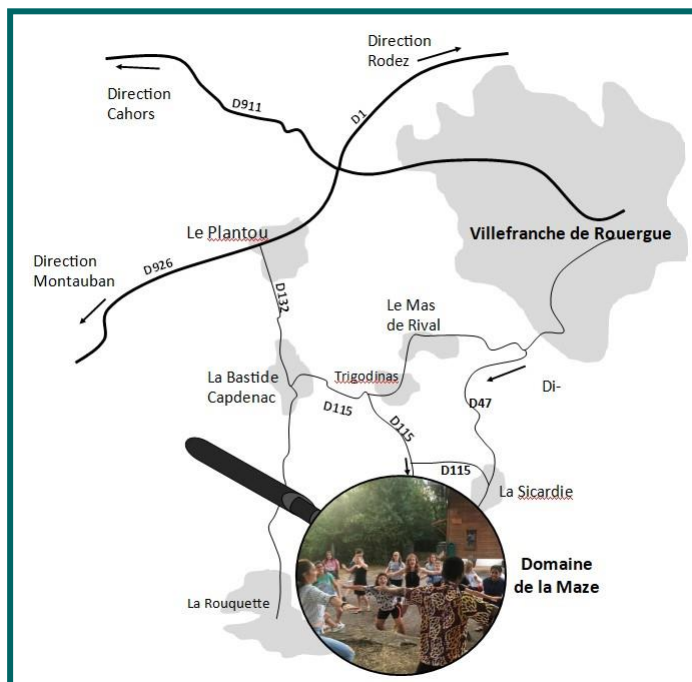 Direction
Rodez
Direction
Cahors
D911
D1
Villefranche de Rouergue
Le Plantou
Direction
Montauban
D926
D132
Le Mas
de Rival
La Bastide
Capdenac
Trigodinas
Di-
D115
D47
D115
D115
La Sicardie
Domaine
de la Maze
La Rouquette